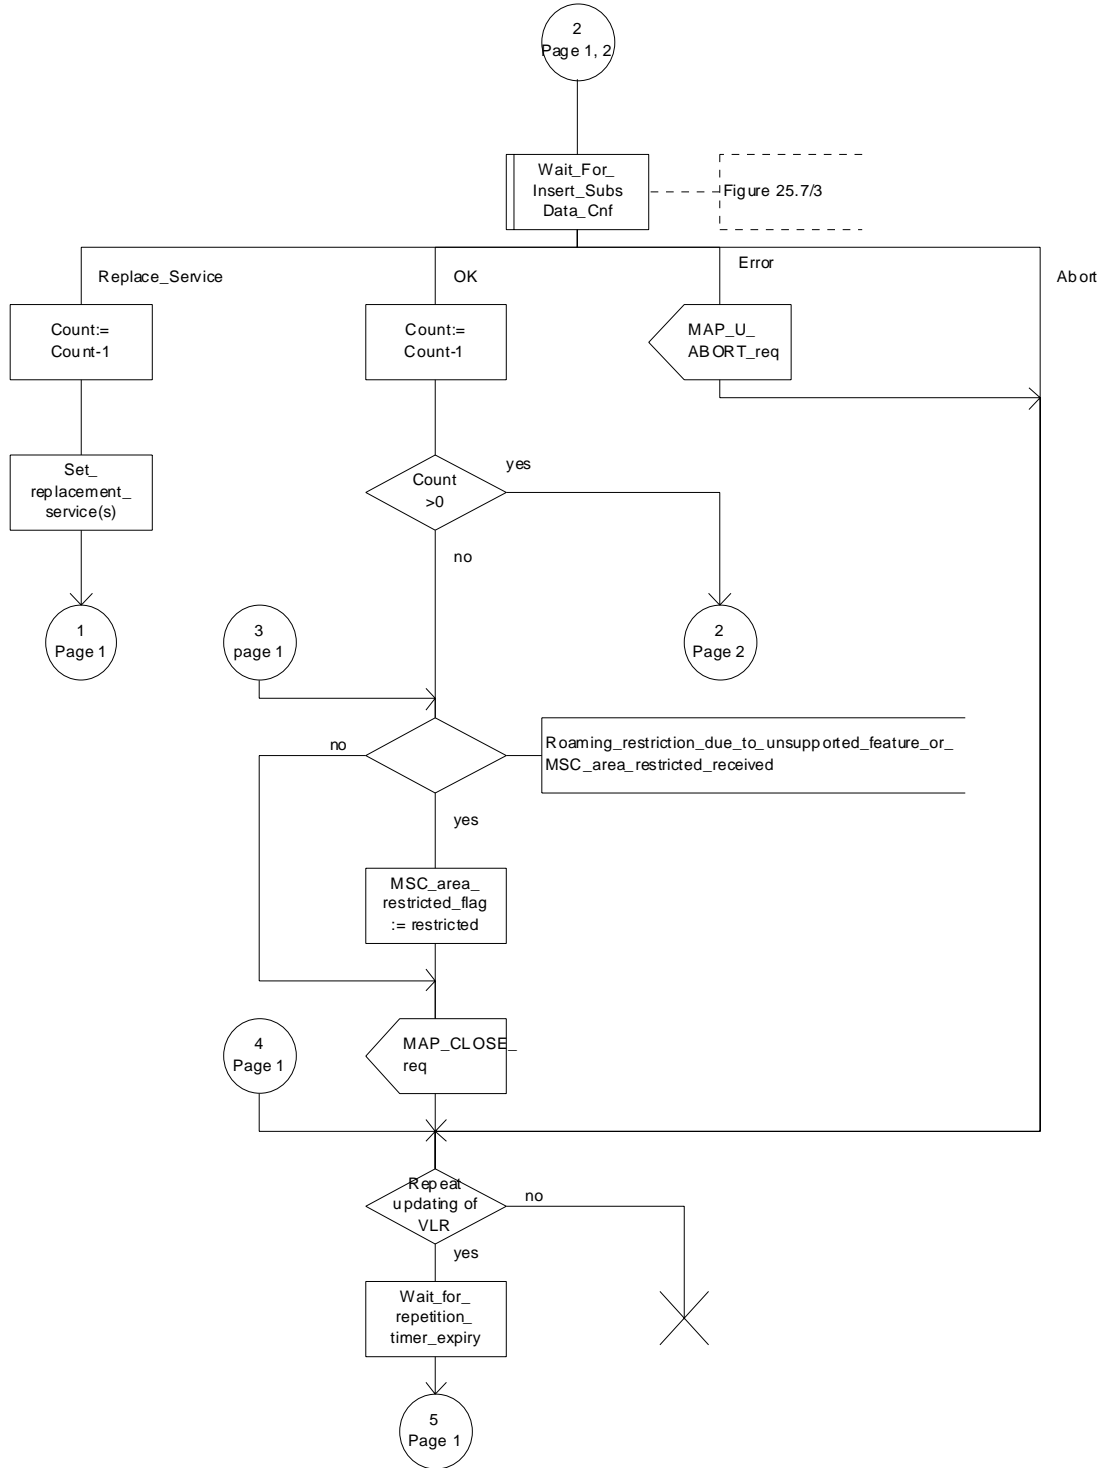 2
Page 1, 2
Wait_For_
Insert_Subs
Data_Cnf
Figure 25.7/3
Replace_Service
OK
Error
Abort
Count:=
Count-1
Count:=
Count-1
MAP_U_
ABORT_req
Set_
replacement_
service(s)
Count
>0
yes
no
1
Page 1
3
page 1
2
Page 2
no
Roaming_restriction_due_to_unsupported_feature_or_
MSC_area_restricted_received
yes
MSC_area_
restricted_flag
:= restricted
4
Page 1
MAP_CLOSE_
req
Repeat
updating of
VLR
no
yes
Wait_for_
repetition_
timer_expiry
5
Page 1